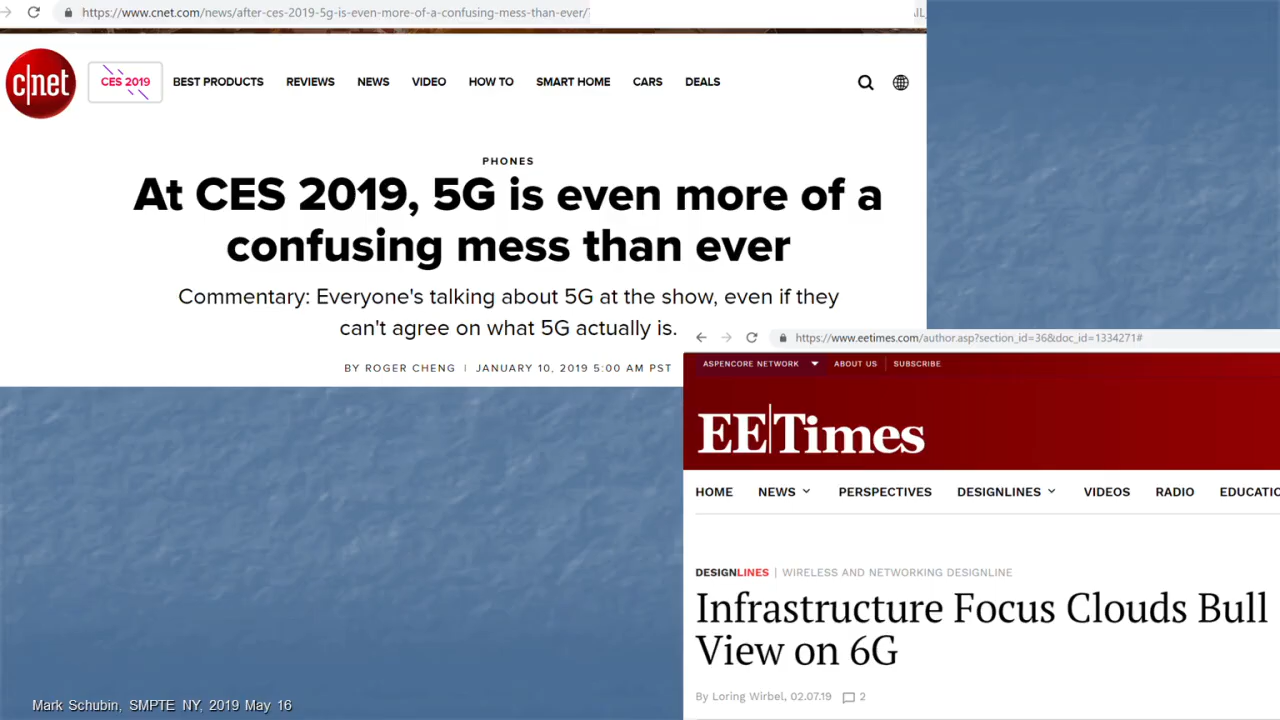 https://www.cnet.com/news/after-ces-2019-5g-is-even-more-of-a-confusing-mess-than-ever/
c|net
CES 2019 BEST PRODUCTS REVIEWS NEWS VIDEO HOW TO SMART HOME CARS DEALS
PHONES
At CES 2019, 5G is even more of a
confusing mess than ever
Commentary: Everyone's talking about 5G at the show, even if they
can't agree on what 5G actually is.
BY ROGER CHENG | JANUARY 10, 2019 5:00 AM PST
https://www.eetimes.com/author.asp?section_id=36&doc_id=1334271#
ASPENCORE NETWORK ABOUT US | SUBSCRIBE
EE|Times
HOME NEWS PERSPECTIVES DESIGNLINES VIDEOS RADIO EDUCATIO
DESIGNLINES | WIRELESS AND NETWORKING DESIGNLINE
Infrastructure Focus Clouds Bull
View on 6G
By Loring Wirbel, 02.07.19 2
Mark Schubin, SMPTE NY, 2019 May 16